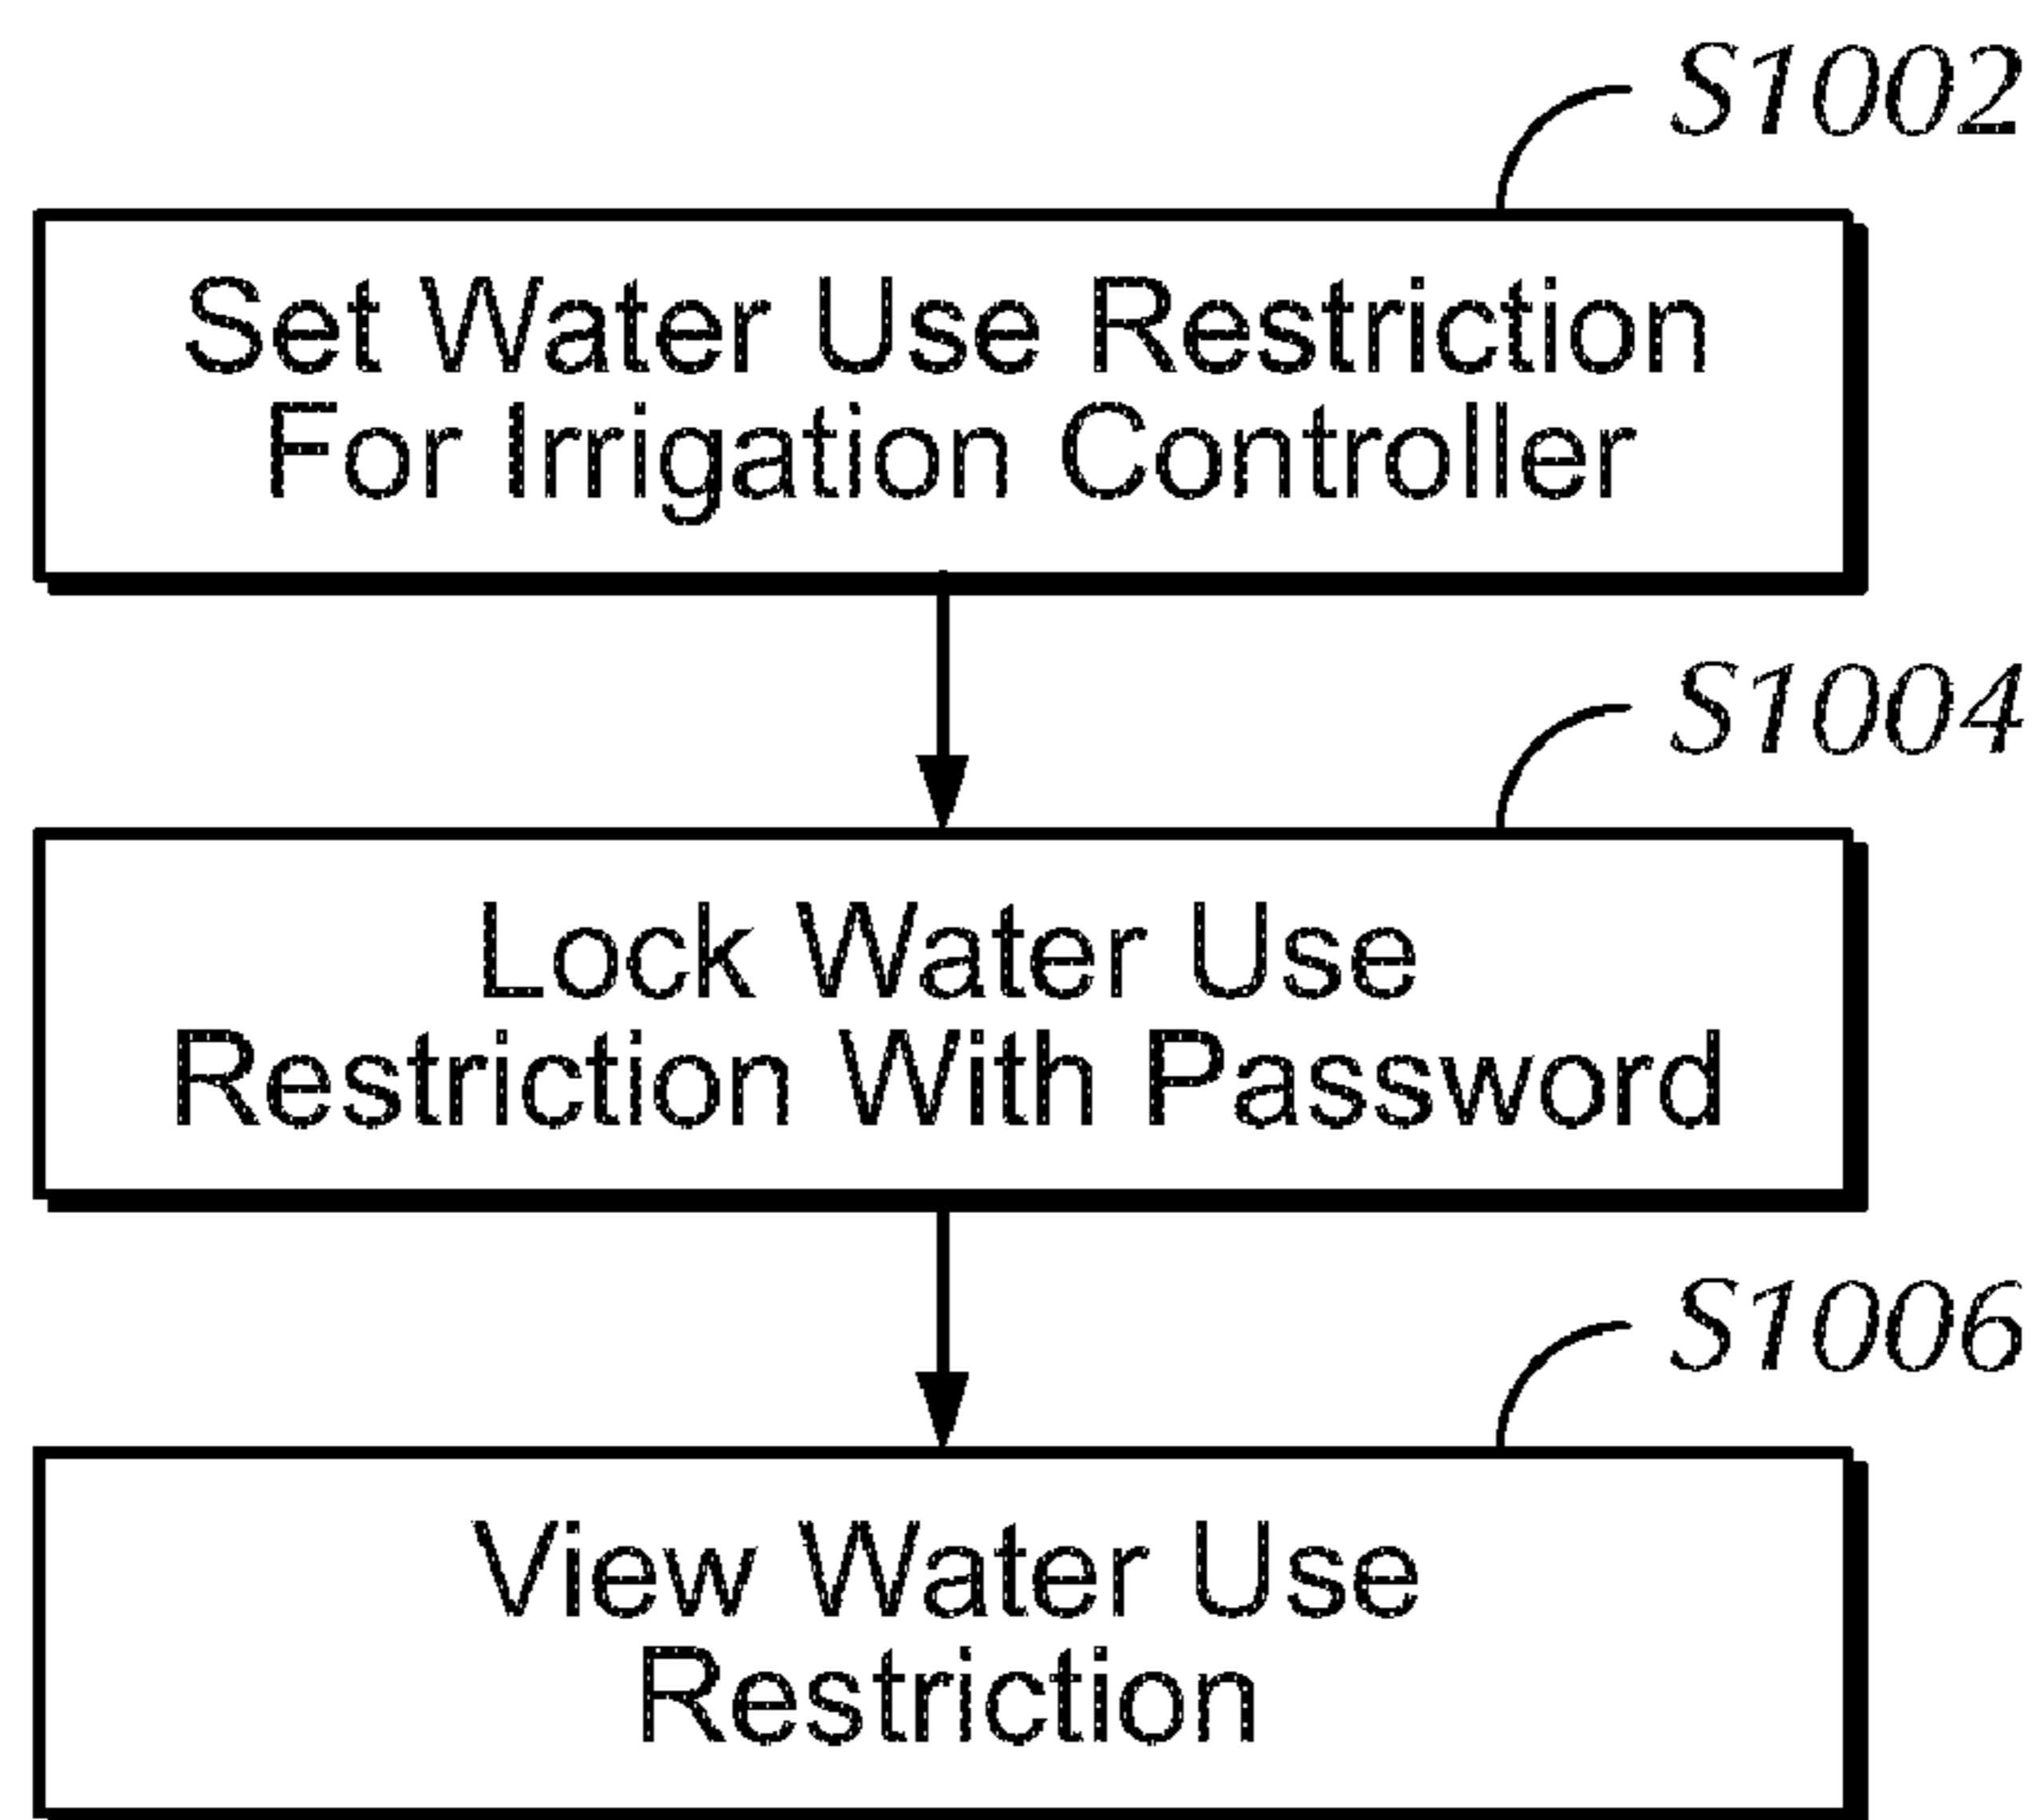 S1002
Set Water Use Restriction
For Irrigation Controller
S1004
Lock Water Use
Restriction With Password
S1006
View Water Use
Restriction